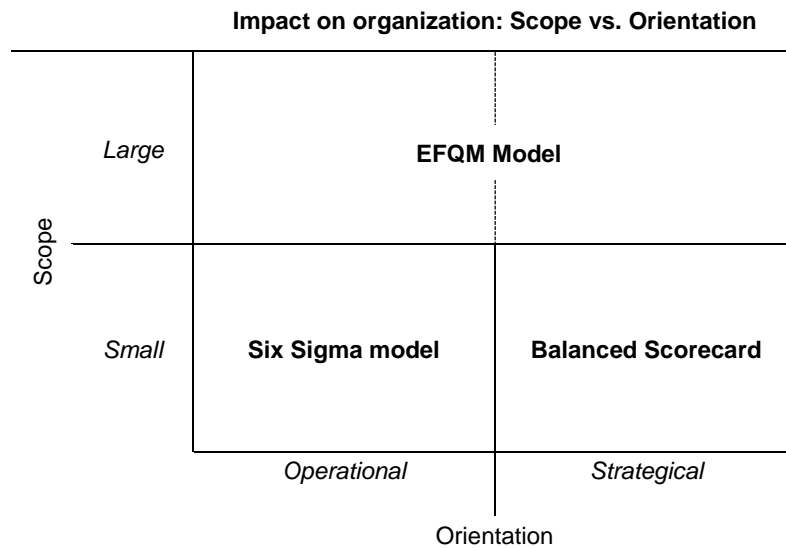 Impact on organization: Scope vs. Orientation
Large
EFQM Model
Scope
Small
Six Sigma model
Balanced Scorecard
Operational
Strategical
Orientation